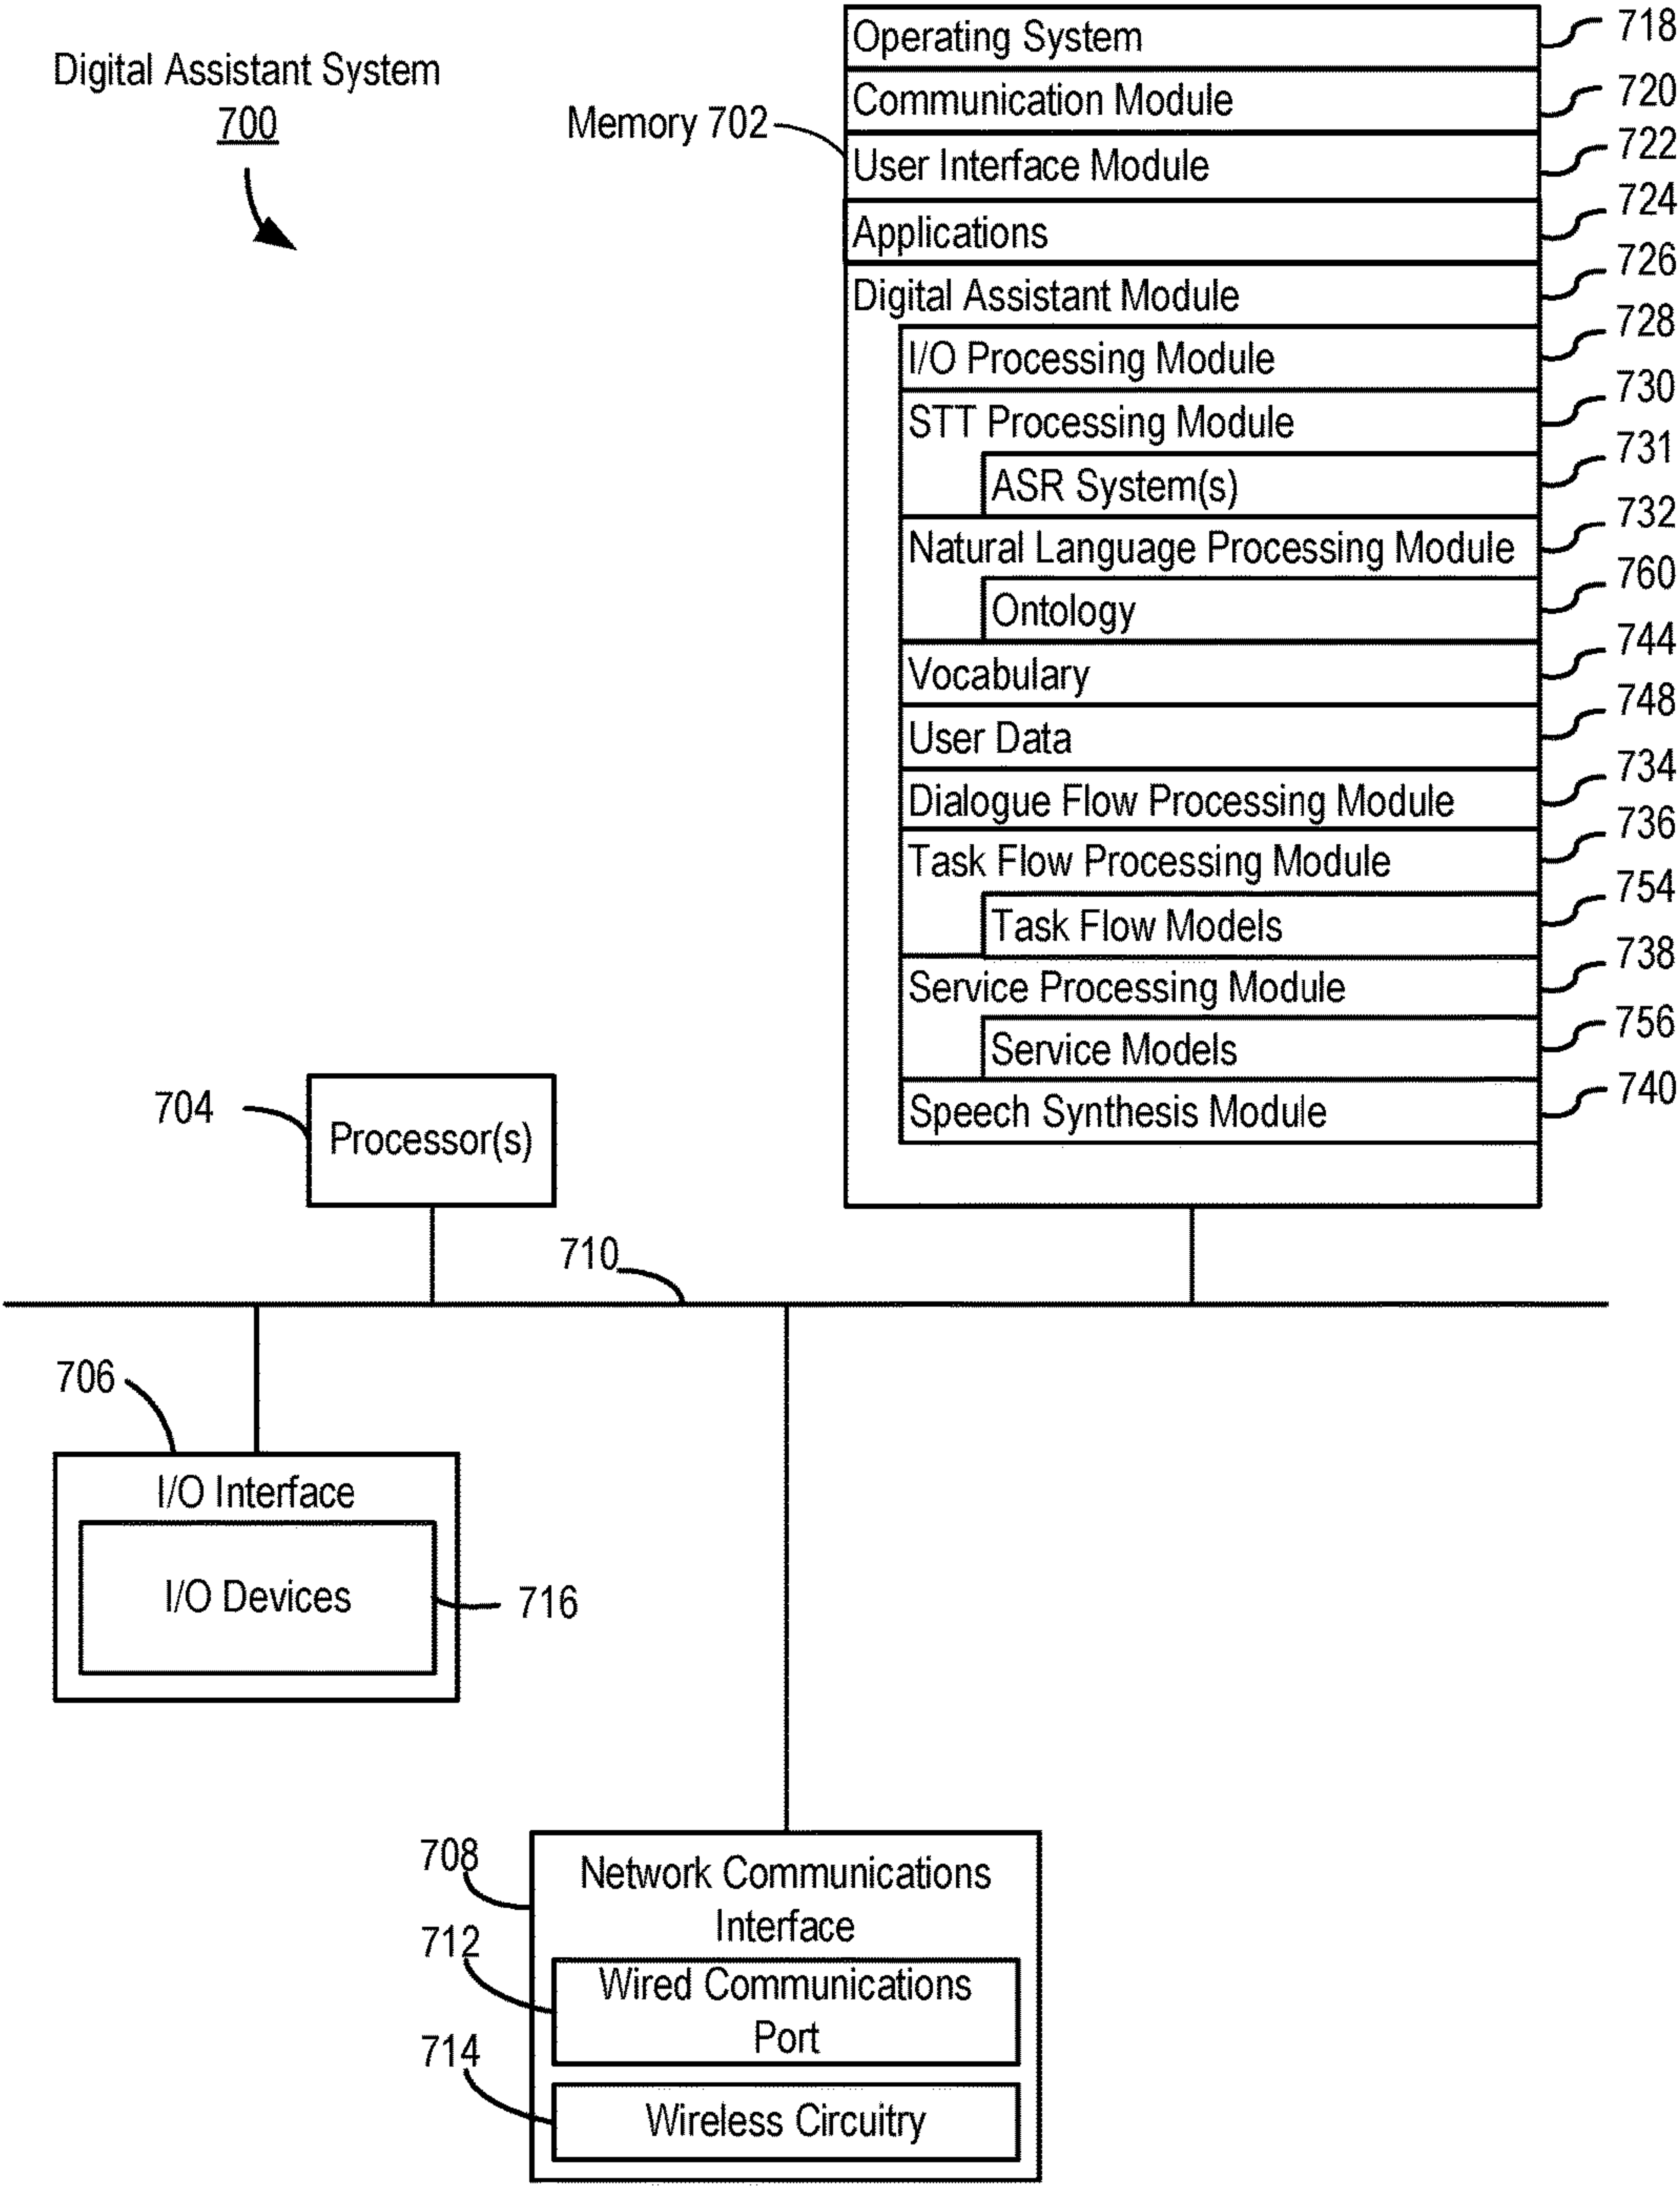 Digital Assistant System
700
Memory 702
Operating System 718
Communication Module 720
User Interface Module 722
Applications 724
Digital Assistant Module 726
I/O Processing Module 728
STT Processing Module 730
ASR System(s) 731
Natural Language Processing Module 732
Ontology 760
Vocabulary 744
User Data 748
Dialogue Flow Processing Module 734
Task Flow Processing Module 736
Task Flow Models 754
Service Processing Module 738
Service Models 756
Speech Synthesis Module 740
704
Processor(s)
710
706
I/O Interface
I/O Devices
716
708
Network Communications
Interface
712
Wired Communications
Port
714
Wireless Circuitry